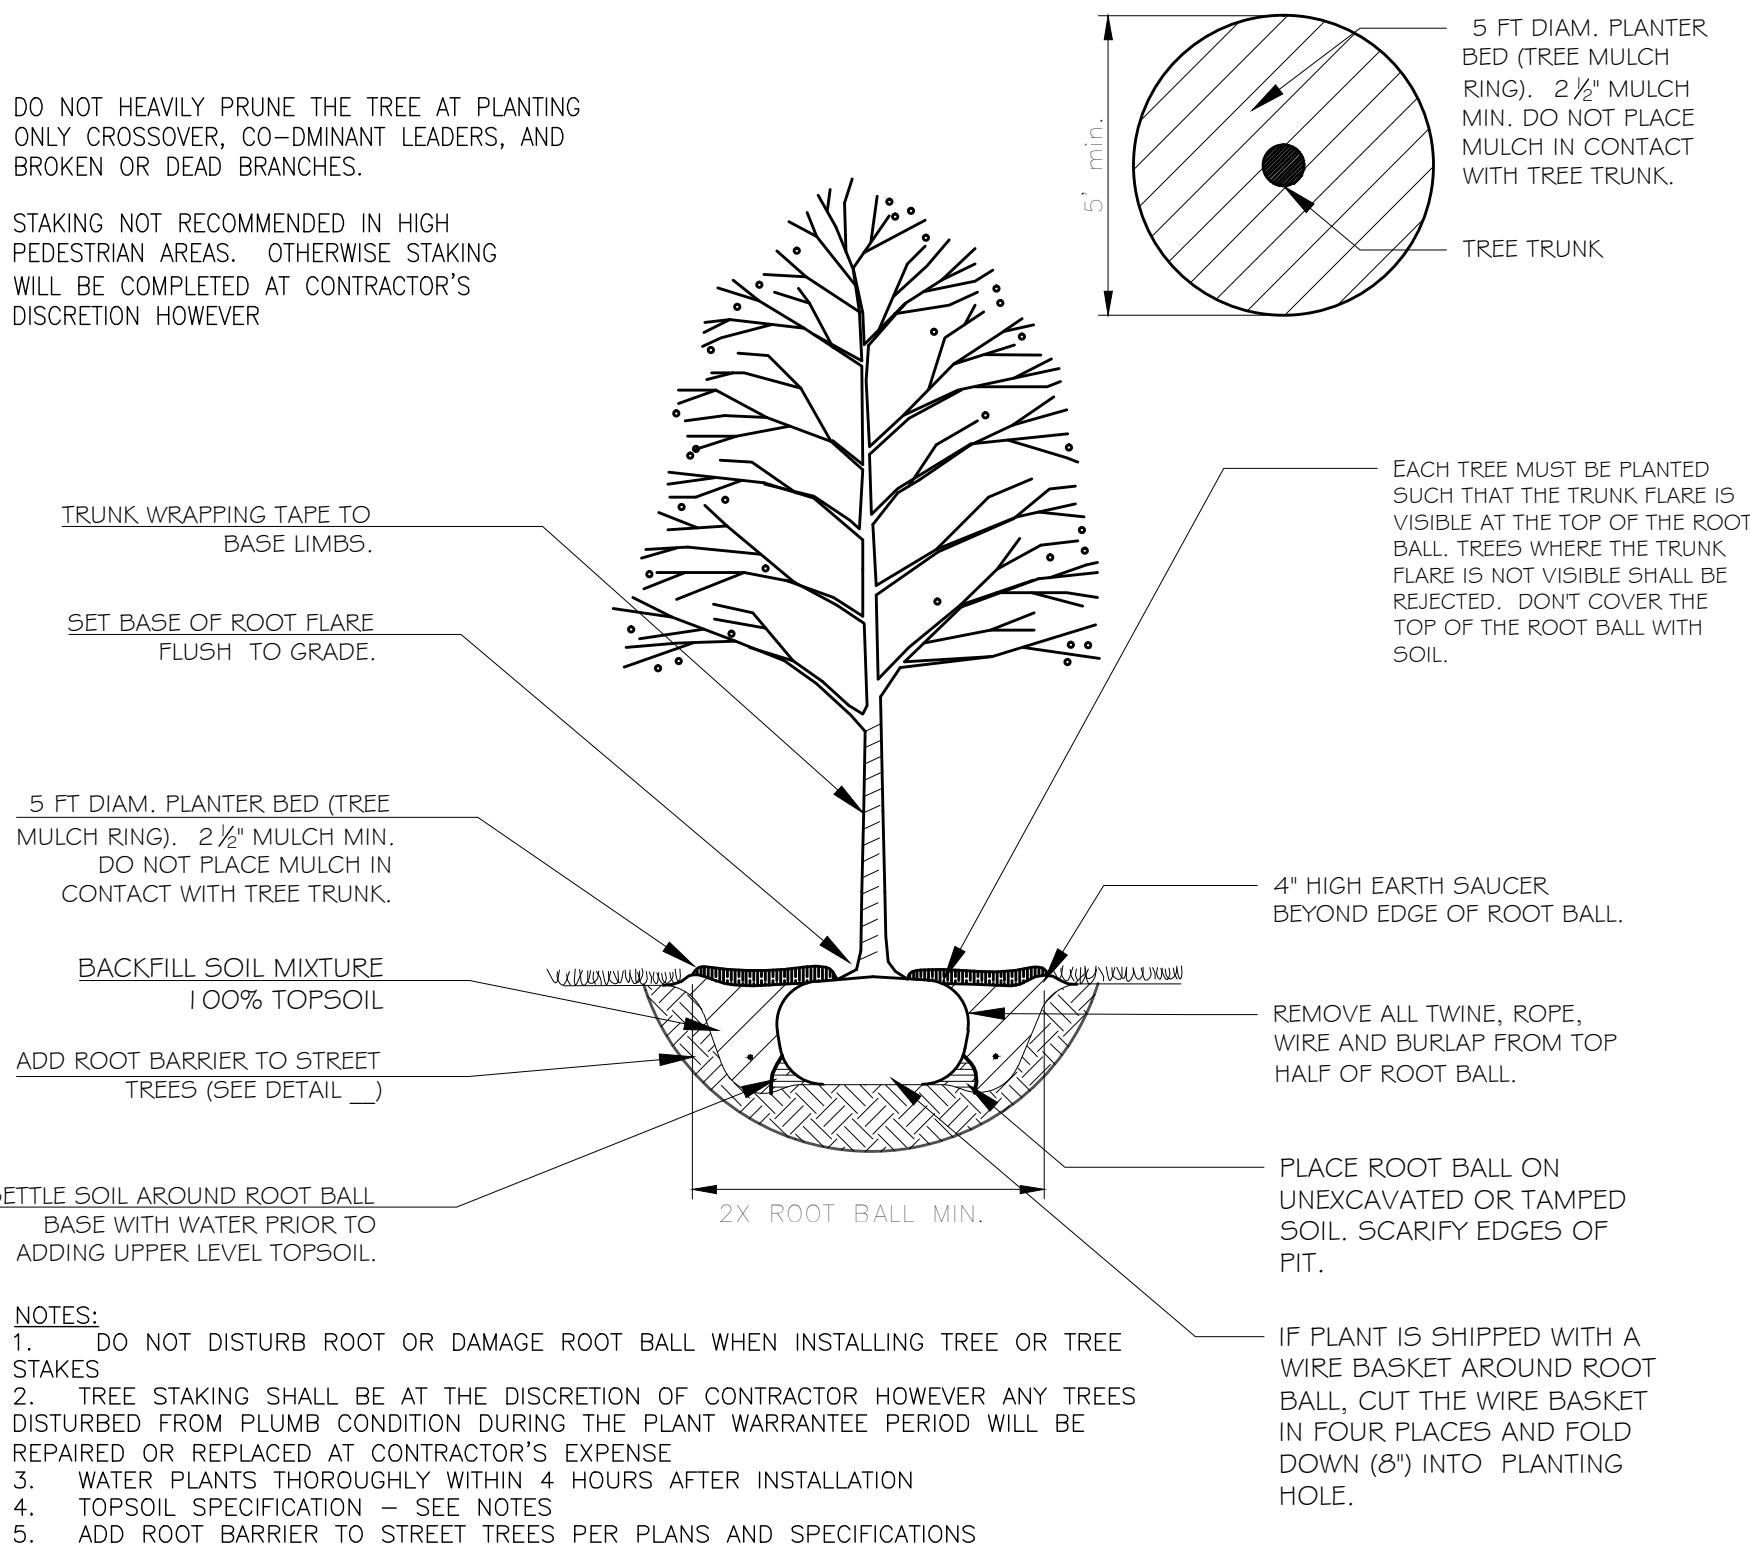 DO NOT HEAVILY PRUNE THE TREE AT PLANTING
ONLY CROSSOVER, CO-DMINANT LEADERS, AND
BROKEN OR DEAD BRANCHES.
STAKING NOT RECOMMENDED IN HIGH
PEDESTRIAN AREAS. OTHERWISE STAKING
WILL BE COMPLETED AT CONTRACTOR'S
DISCRETION HOWEVER
5' min.
5 FT DIAM. PLANTER
BED (TREE MULCH
RING). 2 ½" MULCH
MIN. DO NOT PLACE
MULCH IN CONTACT
WITH TREE TRUNK.
TREE TRUNK
TRUNK WRAPPING TAPE TO
BASE LIMBS.
SET BASE OF ROOT FLARE
FLUSH TO GRADE.
5 FT DIAM. PLANTER BED (TREE
MULCH RING). 2 ½" MULCH MIN.
DO NOT PLACE MULCH IN
CONTACT WITH TREE TRUNK.
BACKFILL SOIL MIXTURE
100% TOPSOIL
ADD ROOT BARRIER TO STREET
TREES (SEE DETAIL __)
SETTLE SOIL AROUND ROOT BALL
BASE WITH WATER PRIOR TO
ADDING UPPER LEVEL TOPSOIL.
EACH TREE MUST BE PLANTED
SUCH THAT THE TRUNK FLARE IS
VISIBLE AT THE TOP OF THE ROOT
BALL. TREES WHERE THE TRUNK
FLARE IS NOT VISIBLE SHALL BE
REJECTED. DON'T COVER THE
TOP OF THE ROOT BALL WITH
SOIL.
4" HIGH EARTH SAUCER
BEYOND EDGE OF ROOT BALL.
REMOVE ALL TWINE, ROPE,
WIRE AND BURLAP FROM TOP
HALF OF ROOT BALL.
PLACE ROOT BALL ON
UNEXCAVATED OR TAMPED
SOIL. SCARIFY EDGES OF
PIT.
IF PLANT IS SHIPPED WITH A
WIRE BASKET AROUND ROOT
BALL, CUT THE WIRE BASKET
IN FOUR PLACES AND FOLD
DOWN (8") INTO PLANTING
HOLE.
2X ROOT BALL MIN.
NOTES:
1. DO NOT DISTURB ROOT OR DAMAGE ROOT BALL WHEN INSTALLING TREE OR TREE
STAKES
2. TREE STAKING SHALL BE AT THE DISCRETION OF CONTRACTOR HOWEVER ANY TREES
DISTURBED FROM PLUMB CONDITION DURING THE PLANT WARRANTEE PERIOD WILL BE
REPAIRED OR REPLACED AT CONTRACTOR'S EXPENSE
3. WATER PLANTS THOROUGHLY WITHIN 4 HOURS AFTER INSTALLATION
4. TOPSOIL SPECIFICATION – SEE NOTES
5. ADD ROOT BARRIER TO STREET TREES PER PLANS AND SPECIFICATIONS